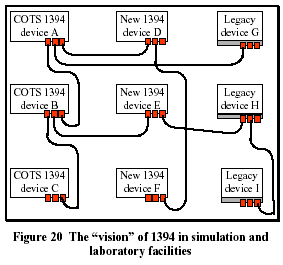 COTS 1394
device A
New 1394
device D
Legacy
device G
COTS 1394
device B
New 1394
device E
Legacy
device H
COTS 1394
device C
New 1394
device F
Legacy
device I
Figure 20 The “vision” of 1394 in simulation and
laboratory facilities